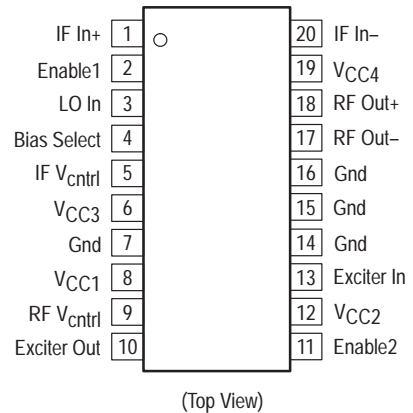 IF In+ 1 20 IF In–
Enable1 2 19 VCC4
LO In 3 18 RF Out+
Bias Select 4 17 RF Out–
IF Vcntrl 5 16 Gnd
VCC3 6 15 Gnd
Gnd 7 14 Gnd
VCC1 8 13 Exciter In
RF Vcntrl 9 12 VCC2
Exciter Out 10 11 Enable2
(Top View)